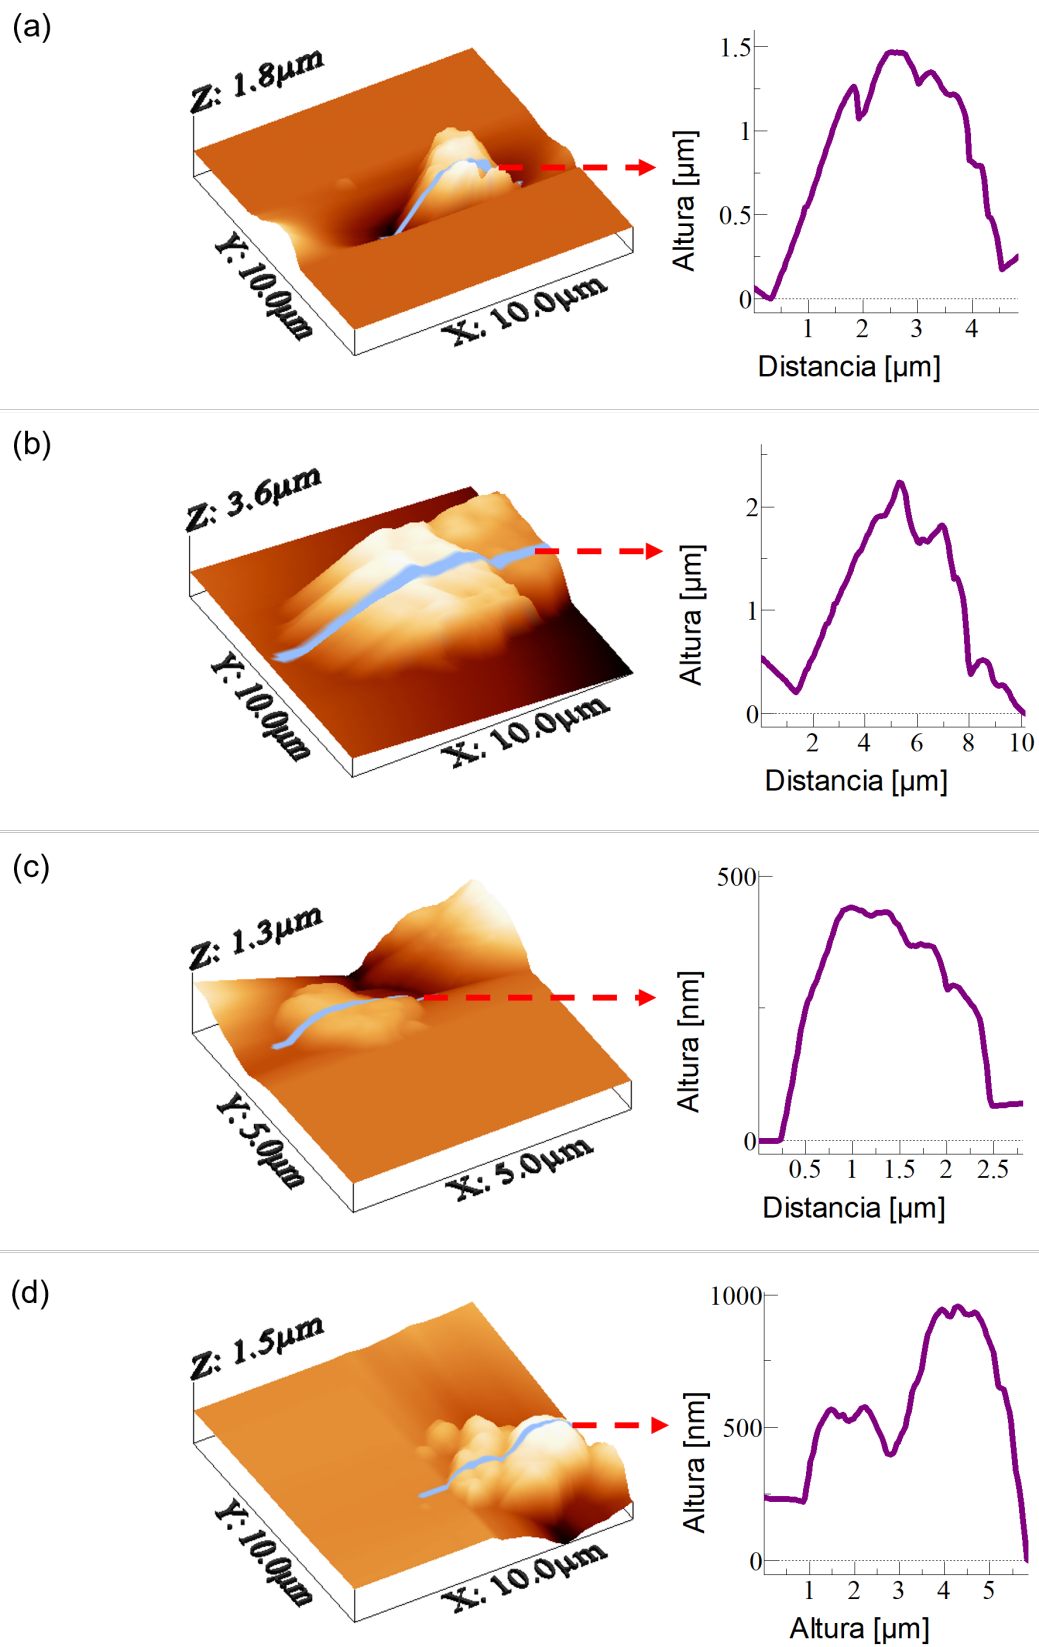 (a)
Z: 1.8µm
Y: 10.0µm
X: 10.0µm
Altura [µm]
1.5
1
0.5
0
1 2 3 4
Distancia [µm]
(b)
Z: 3.6µm
Y: 10.0µm
X: 10.0µm
Altura [µm]
2
1
0
2 4 6 8 10
Distancia [µm]
(c)
Z: 1.3µm
Y: 5.0µm
X: 5.0µm
Altura [nm]
500
0
0.5 1 1.5 2 2.5
Distancia [µm]
(d)
Z: 1.5µm
Y: 10.0µm
X: 10.0µm
Altura [nm]
1000
500
0
1 2 3 4 5
Altura [µm]